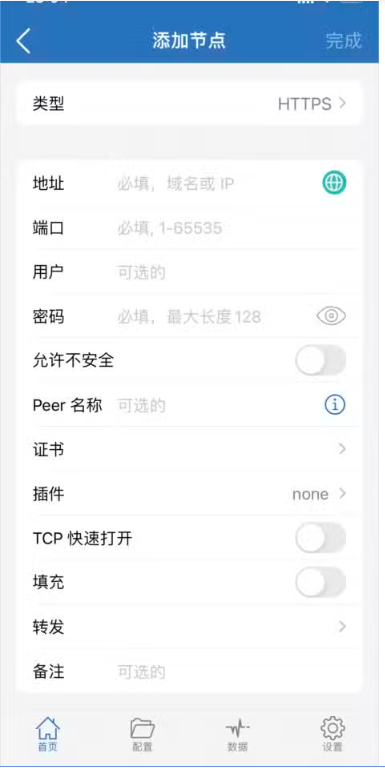 添加节点
完成
类型 HTTPS
地址 必填，域名或 IP
端口 必填, 1-65535
用户 可选的
密码 必填，最大长度128
允许不安全
Peer 名称 可选的
证书
插件 none
TCP 快速打开
填充
转发
备注 可选的
首页 配置 数据 设置